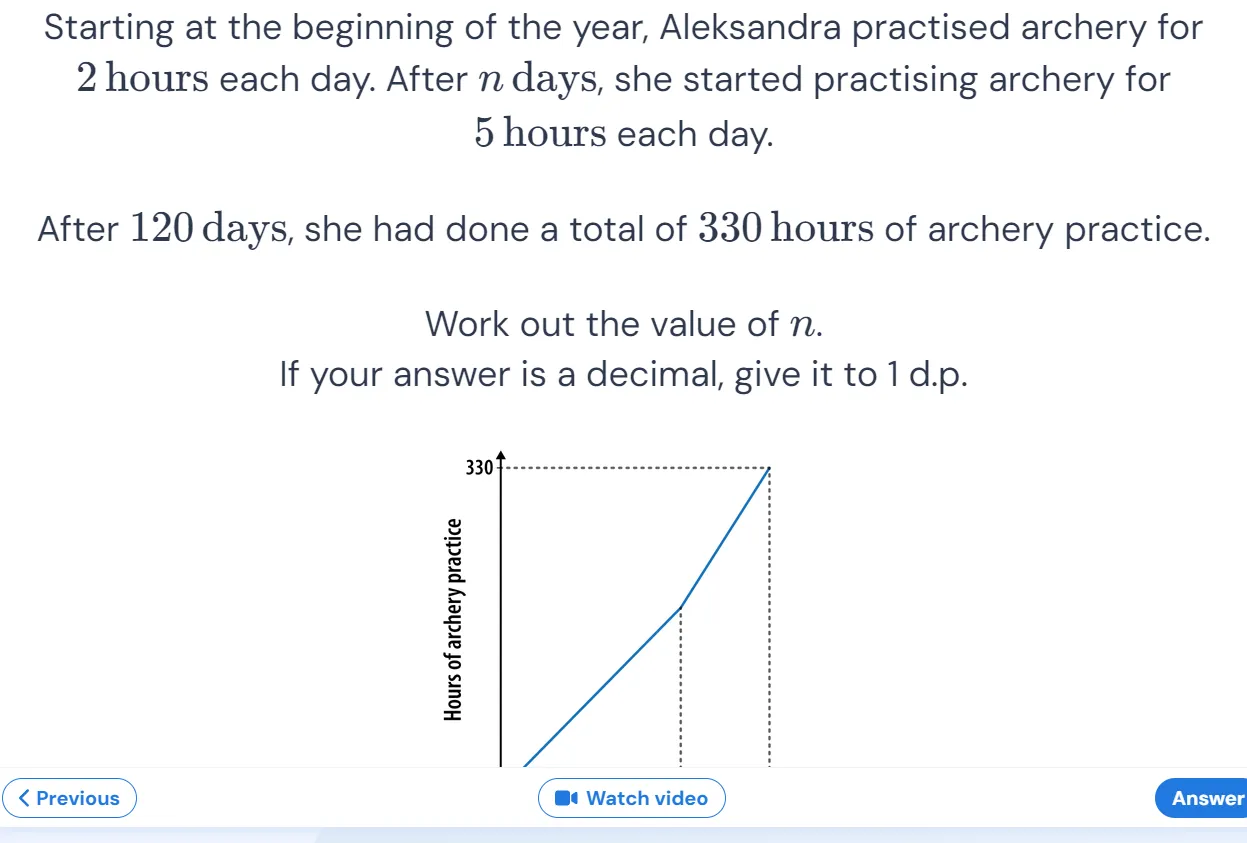 Starting at the beginning of the year, Aleksandra practised archery for
2 hours each day. After n days, she started practising archery for
5 hours each day.
After 120 days, she had done a total of 330 hours of archery practice.
Work out the value of n.
If your answer is a decimal, give it to 1 d.p.
330
Hours of archery practice
Previous
Watch video
Answer